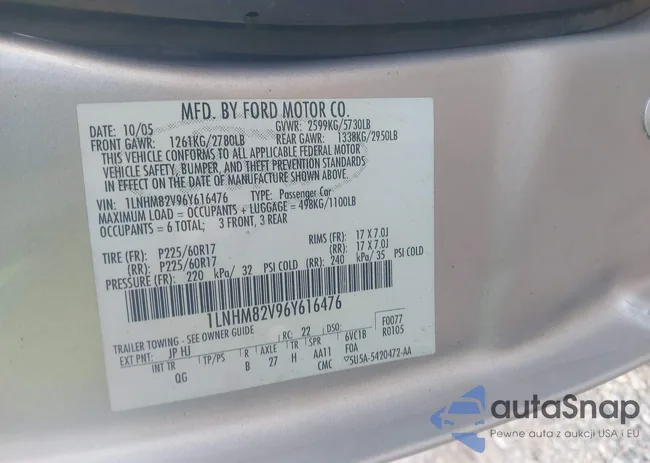 MFD. BY FORD MOTOR CO.
DATE: 10/05 GVWR: 2599KG/5730LB
FRONT GAWR: 1261KG/2780LB REAR GAWR: 1338KG/2950LB
THIS VEHICLE CONFORMS TO ALL APPLICABLE FEDERAL MOTOR
VEHICLE SAFETY, BUMPER, AND THEFT PREVENTION STANDARDS
IN EFFECT ON THE DATE OF MANUFACTURE SHOWN ABOVE.
VIN: 1LNHM82V96Y616476 TYPE: Passenger Car
MAXIMUM LOAD = OCCUPANTS + LUGGAGE = 498KG/1100LB
OCCUPANTS = 6 TOTAL; 3 FRONT, 3 REAR
TIRE (FR): P225/60R17 RIMS (FR): 17 X 7.0J
(RR): P225/60R17 (RR): 17 X 7.0J
PRESSURE (FR): 220 kPa/ 32 PSI COLD (RR): 240 kPa/ 35 PSI COLD
1LNHM82V96Y616476
TRAILER TOWING - SEE OWNER GUIDE RC: 22 DSO: F0077
EXT PNT: JP HJ 6VC1B R0105
INT TR TP/PS R AXLE TR SPR FOA
QG B 27 H AA11 CMC 5U5A-5420472-AA
autoSnap
Pewne auta z aukcji USA i EU